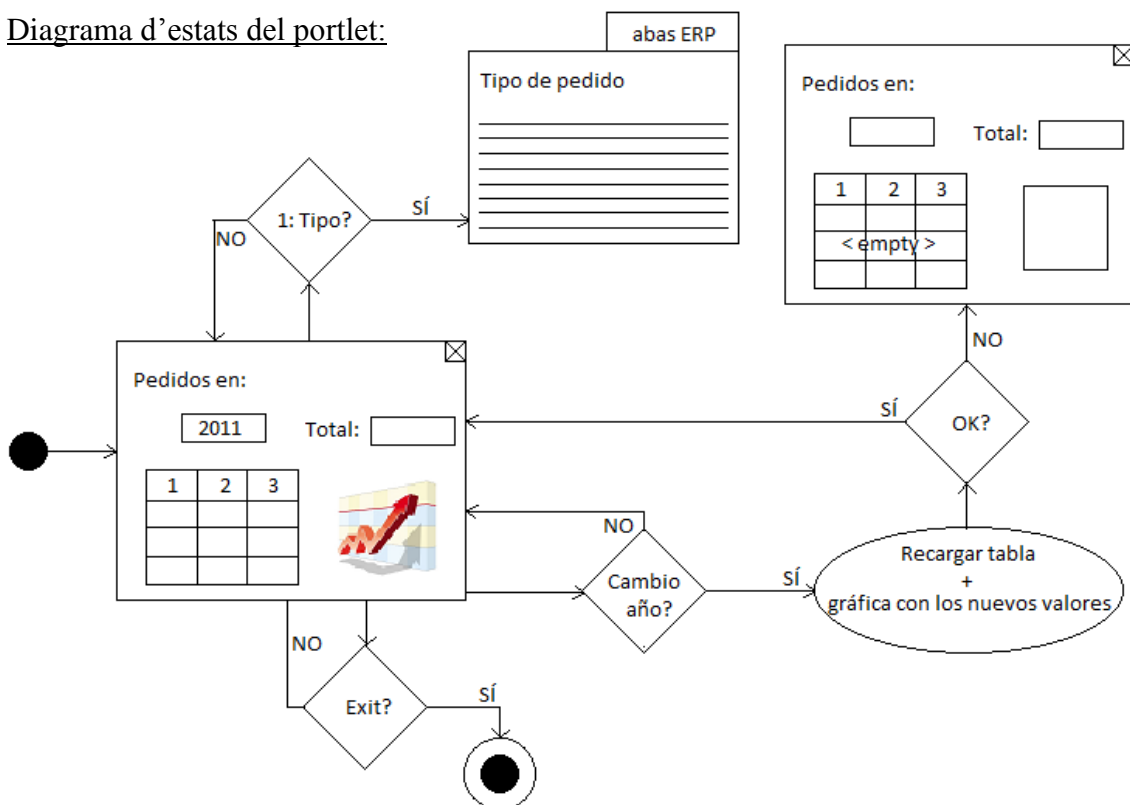 Diagrama d’estats del portlet:
abas ERP
Tipo de pedido
Pedidos en:
Total:
1 2 3
< empty >
1: Tipo?
SÍ
NO
NO
Pedidos en:
2011 Total:
1 2 3
SÍ
OK?
NO
Cambio
año?
SÍ
Recargar tabla
+
gráfica con los nuevos valores
NO
Exit?
SÍ